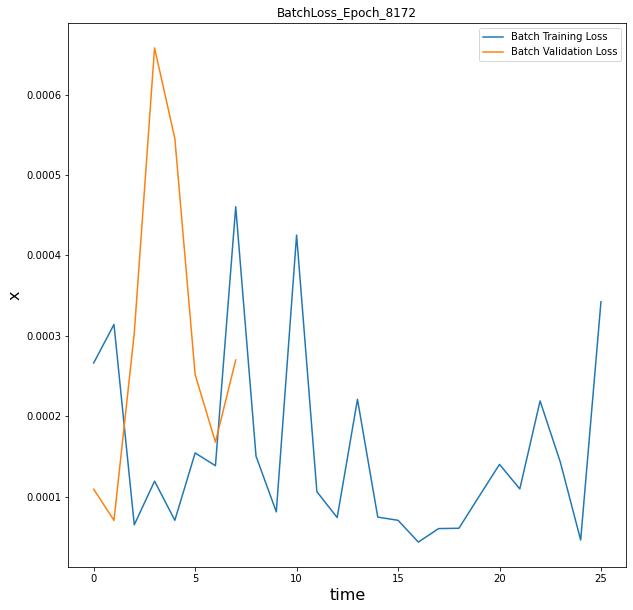 BatchLoss_Epoch_8172
Batch Training Loss
Batch Validation Loss
0.0006
0.0005
0.0004
0.0003
0.0002
0.0001
x
0 5 10 15 20 25
time